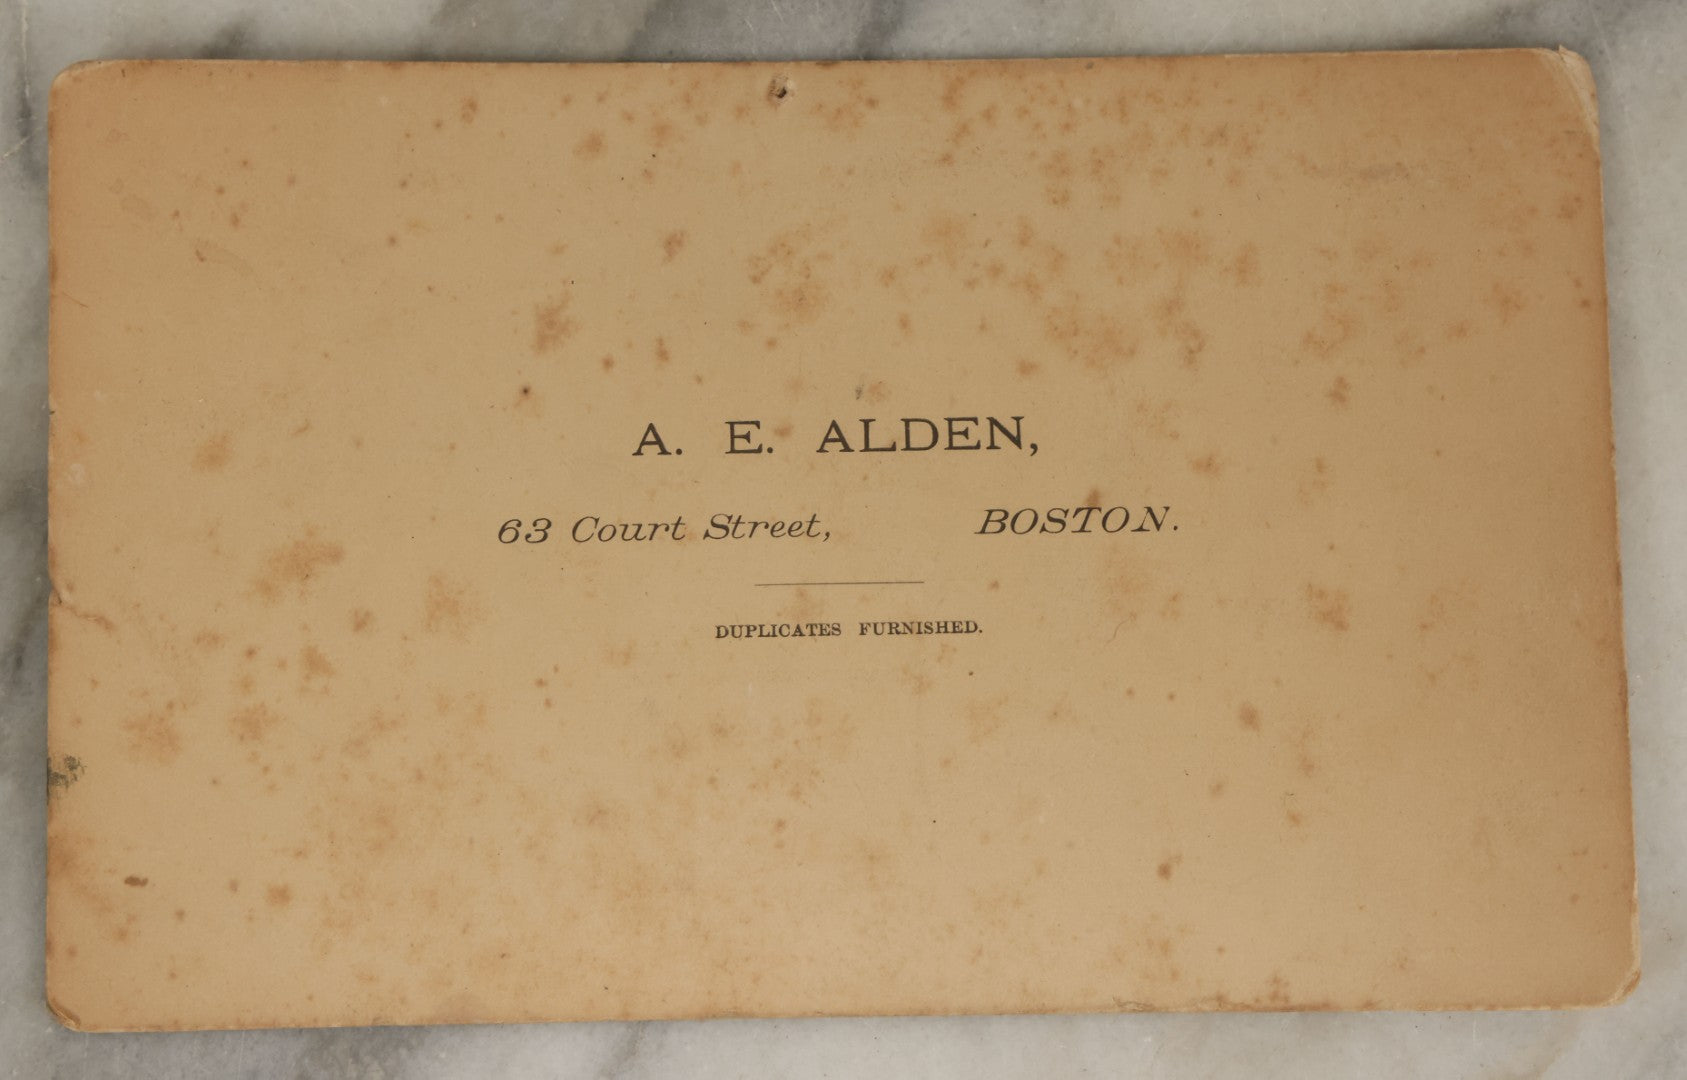 A. E. ALDEN,
63 Court Street, BOSTON.
DUPLICATES FURNISHED.